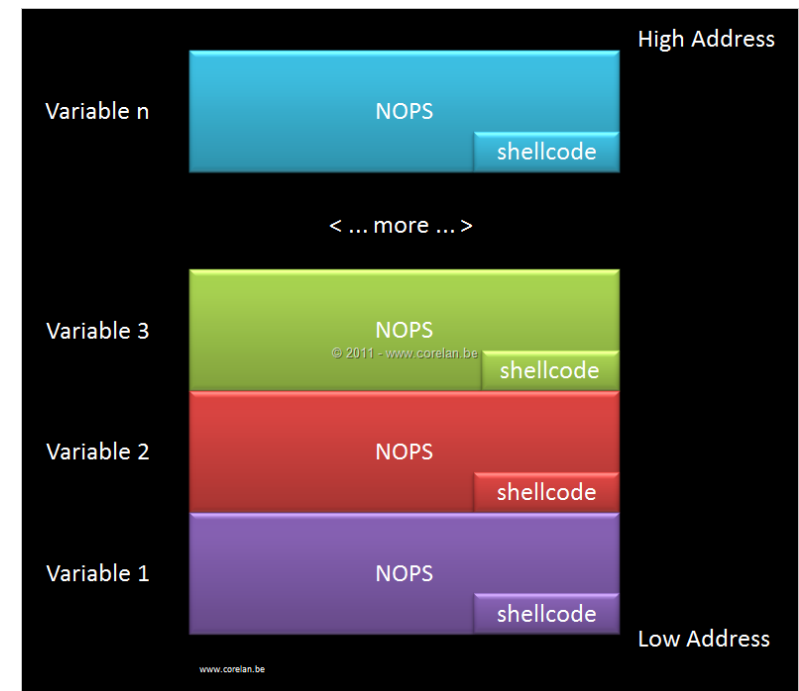 High Address
Variable n
NOPS
shellcode
< ... more ... >
Variable 3
NOPS
© 2011 - www.corelan.be
shellcode
Variable 2
NOPS
shellcode
Variable 1
NOPS
shellcode
Low Address
www.corelan.be